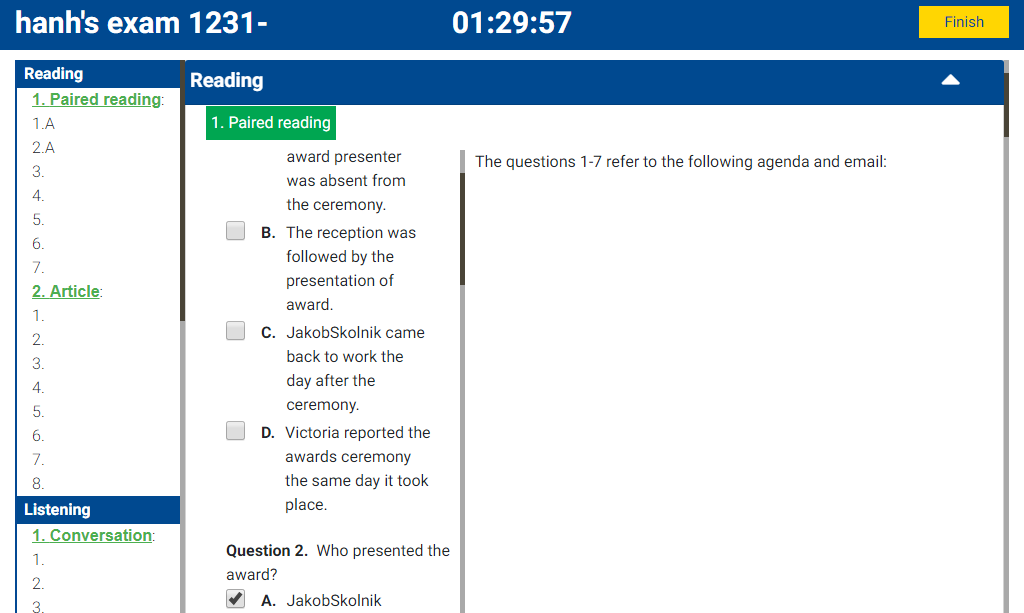 hanh's exam 1231-
01:29:57
Finish
Reading
1. Paired reading:
1.A
2.A
3.
4.
5.
6.
7.
2. Article:
1.
2.
3.
4.
5.
6.
7.
8.
Listening
1. Conversation:
1.
2.
3.
Reading
1. Paired reading
award presenter
was absent from
the ceremony.
B. The reception was
followed by the
presentation of
award.
C. JakobSkolnik came
back to work the
day after the
ceremony.
D. Victoria reported the
awards ceremony
the same day it took
place.
Question 2. Who presented the
award?
A. JakobSkolnik
The questions 1-7 refer to the following agenda and email: